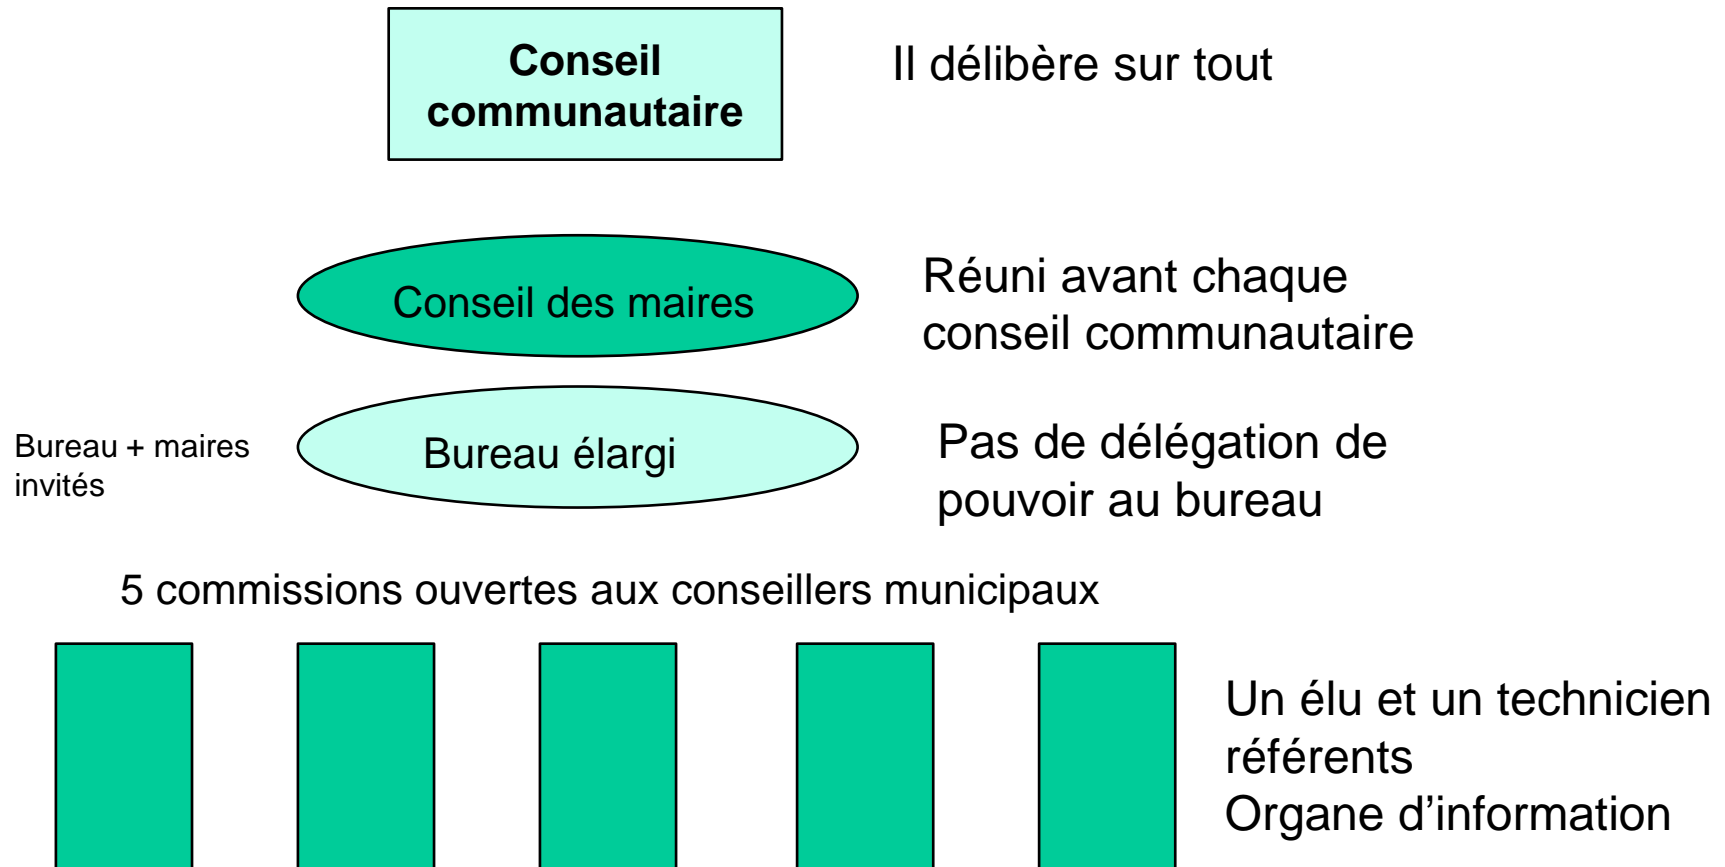 Conseil
communautaire
Il délibère sur tout
Conseil des maires
Réuni avant chaque
conseil communautaire
Bureau + maires
invités
Bureau élargi
Pas de délégation de
pouvoir au bureau
5 commissions ouvertes aux conseillers municipaux
Un élu et un technicien
référents
Organe d’information